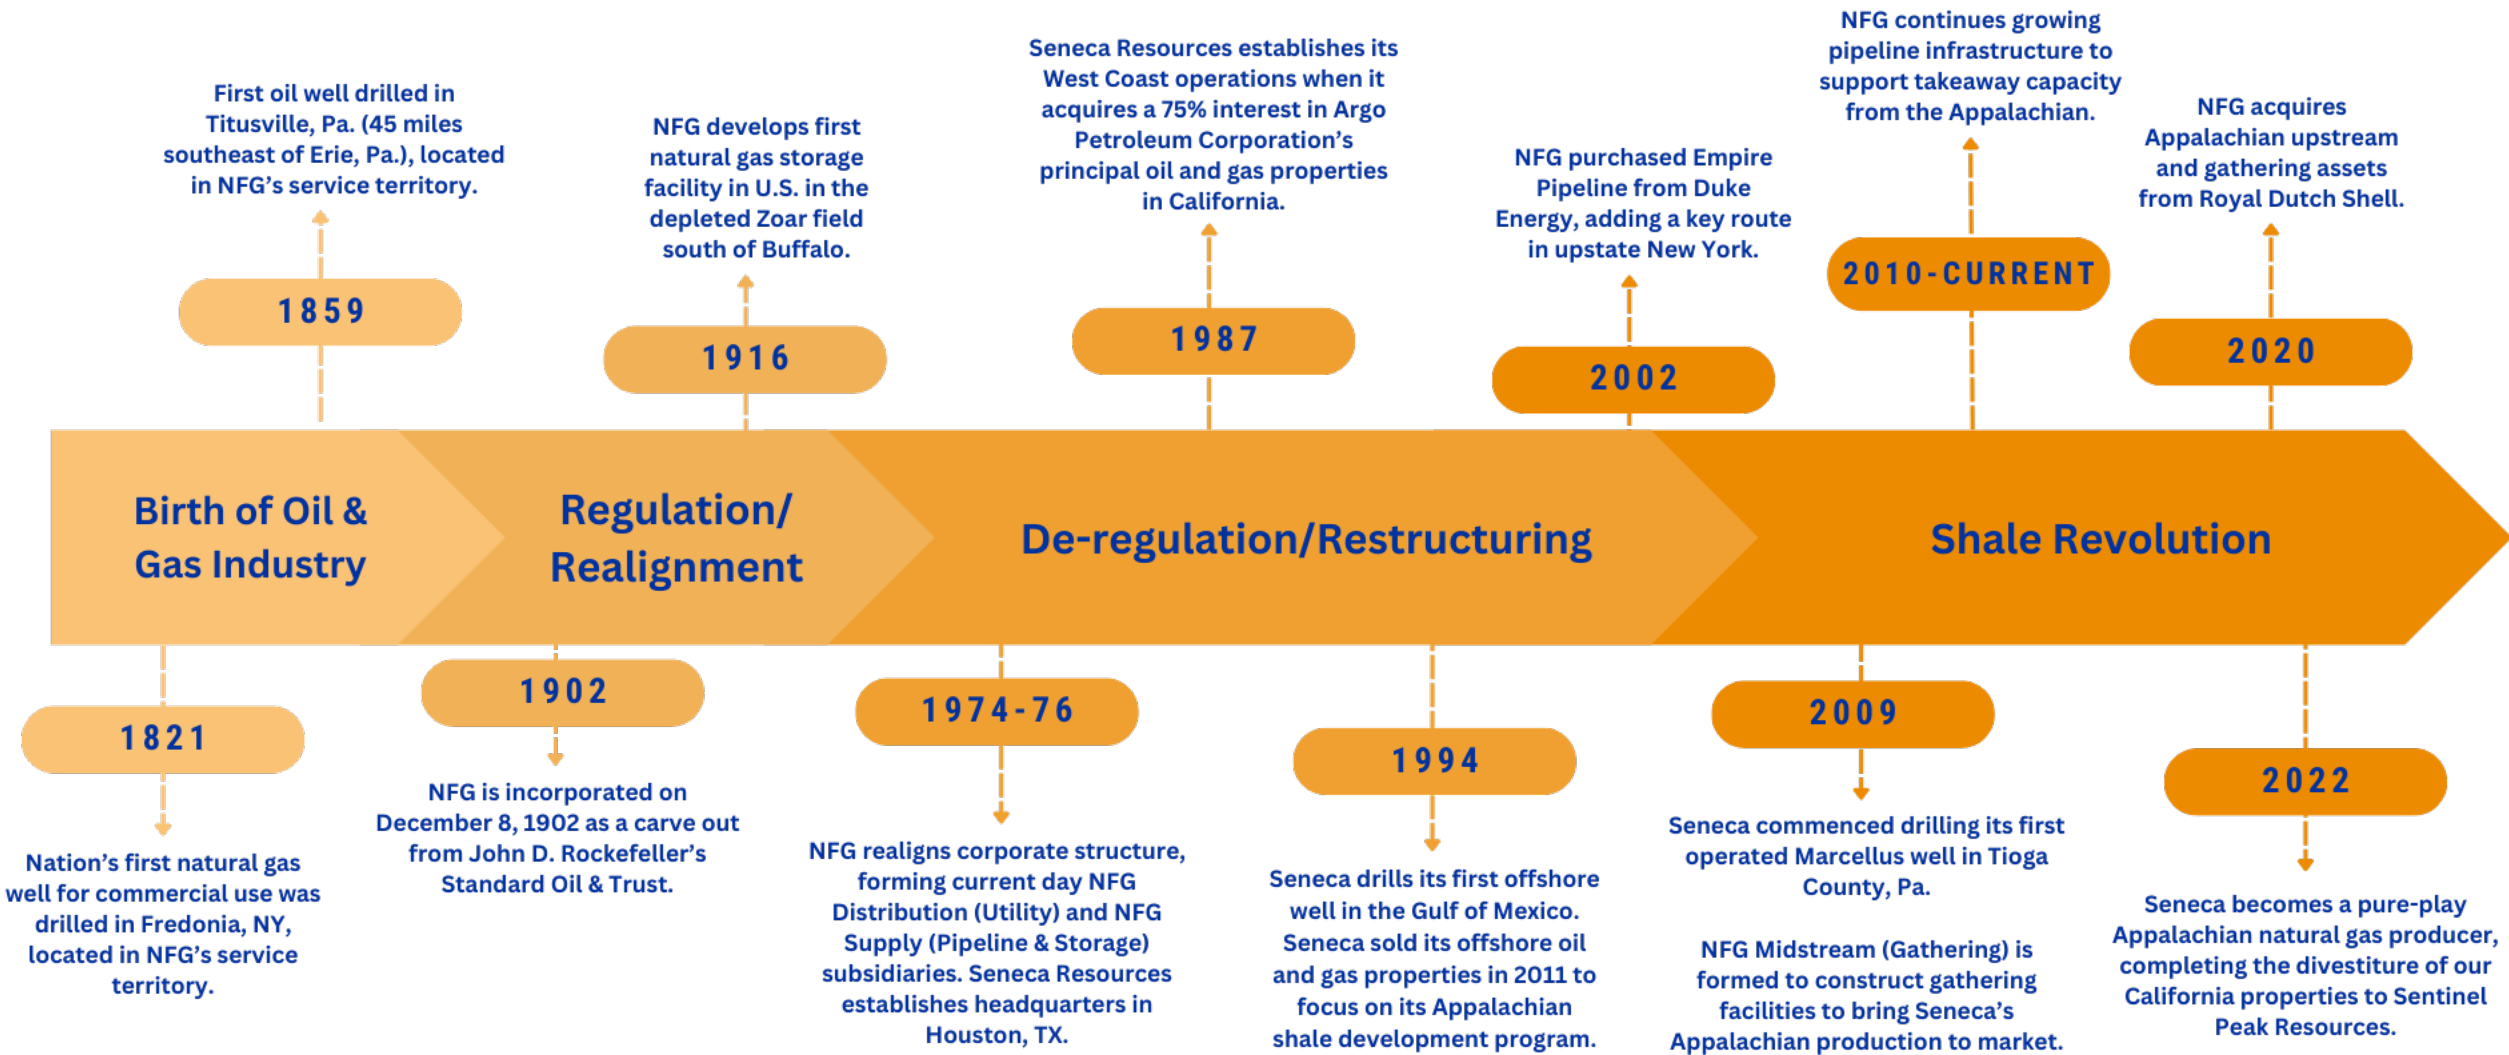 First oil well drilled in
Titusville, Pa. (45 miles
southeast of Erie, Pa.), located
in NFG's service territory.
1859
NFG develops first
natural gas storage
facility in U.S. in the
depleted Zoar field
south of Buffalo.
1916
Seneca Resources establishes its
West Coast operations when it
acquires a 75% interest in Argo
Petroleum Corporation's
principal oil and gas properties
in California.
1987
NFG purchased Empire
Pipeline from Duke
Energy, adding a key route
in upstate New York.
2002
NFG continues growing
pipeline infrastructure to
support takeaway capacity
from the Appalachian.
2010-CURRENT
NFG acquires
Appalachian upstream
and gathering assets
from Royal Dutch Shell.
2020
Birth of Oil &
Gas Industry
Regulation/
Realignment
De-regulation/Restructuring
Shale Revolution
1821
Nation's first natural gas
well for commercial use was
drilled in Fredonia, NY,
located in NFG's service
territory.
1902
NFG is incorporated on
December 8, 1902 as a carve out
from John D. Rockefeller's
Standard Oil & Trust.
1974-76
NFG realigns corporate structure,
forming current day NFG
Distribution (Utility) and NFG
Supply (Pipeline & Storage)
subsidiaries. Seneca Resources
establishes headquarters in
Houston, TX.
1994
Seneca drills its first offshore
well in the Gulf of Mexico.
Seneca sold its offshore oil
and gas properties in 2011 to
focus on its Appalachian
shale development program.
2009
Seneca commenced drilling its first
operated Marcellus well in Tioga
County, Pa.
NFG Midstream (Gathering) is
formed to construct gathering
facilities to bring Seneca's
Appalachian production to market.
2022
Seneca becomes a pure-play
Appalachian natural gas producer,
completing the divestiture of our
California properties to Sentinel
Peak Resources.